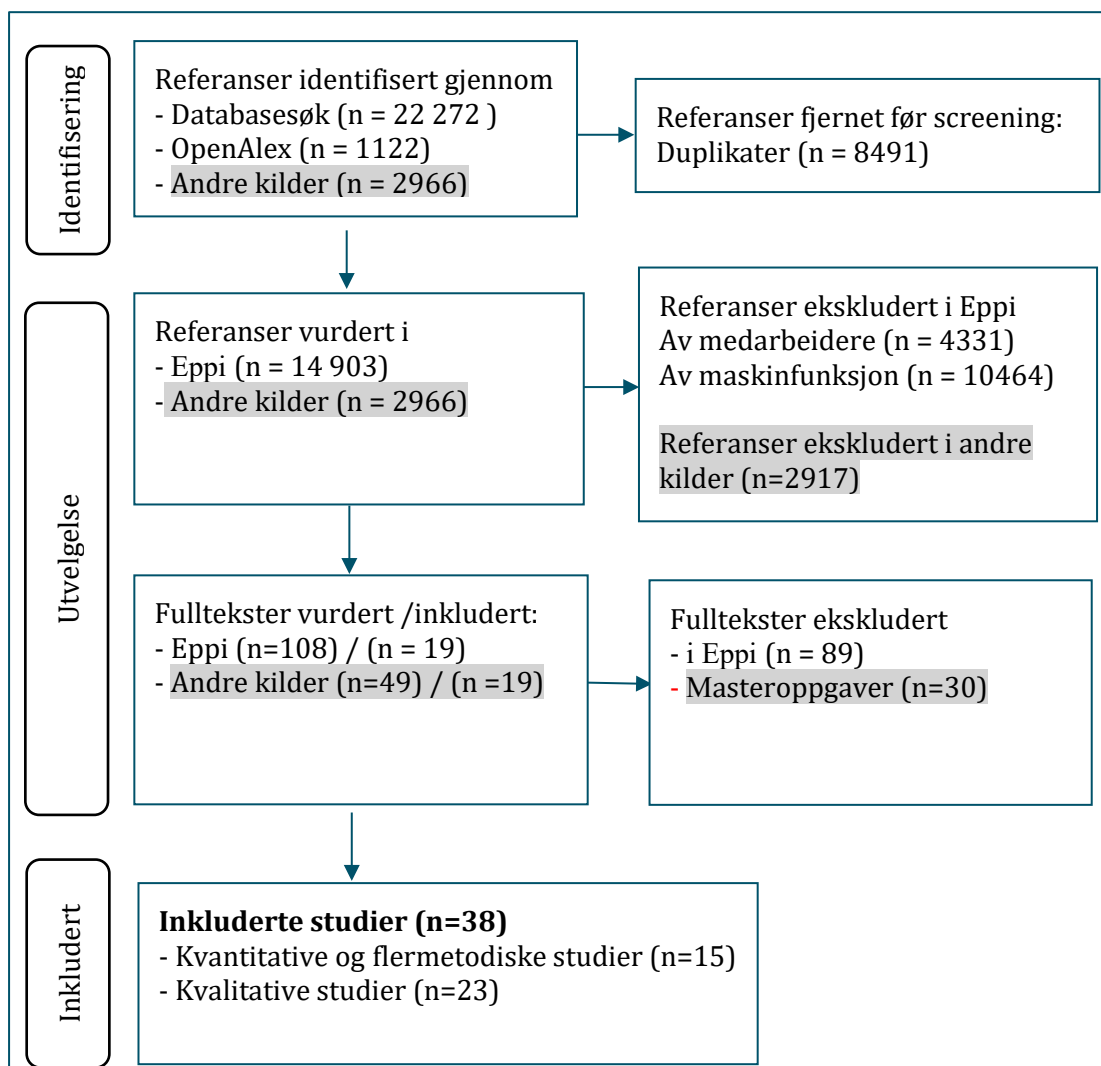 Identifisering
Referanser identifisert gjennom
- Databasesøk (n = 22 272 )
- OpenAlex (n = 1122)
- Andre kilder (n = 2966)
Referanser fjernet før screening:
Duplikater (n = 8491)
Utvelgelse
Referanser vurdert i
- Eppi (n = 14 903)
- Andre kilder (n = 2966)
Referanser ekskludert i Eppi
Av medarbeidere (n = 4331)
Av maskinfunksjon (n = 10464)
Referanser ekskludert i andre
kilder (n=2917)
Fulltekster vurdert /inkludert:
- Eppi (n=108) / (n = 19)
- Andre kilder (n=49) / (n =19)
Fulltekster ekskludert
- i Eppi (n = 89)
- Masteroppgaver (n=30)
Inkludert
Inkluderte studier (n=38)
- Kvantitative og flermetodiske studier (n=15)
- Kvalitative studier (n=23)